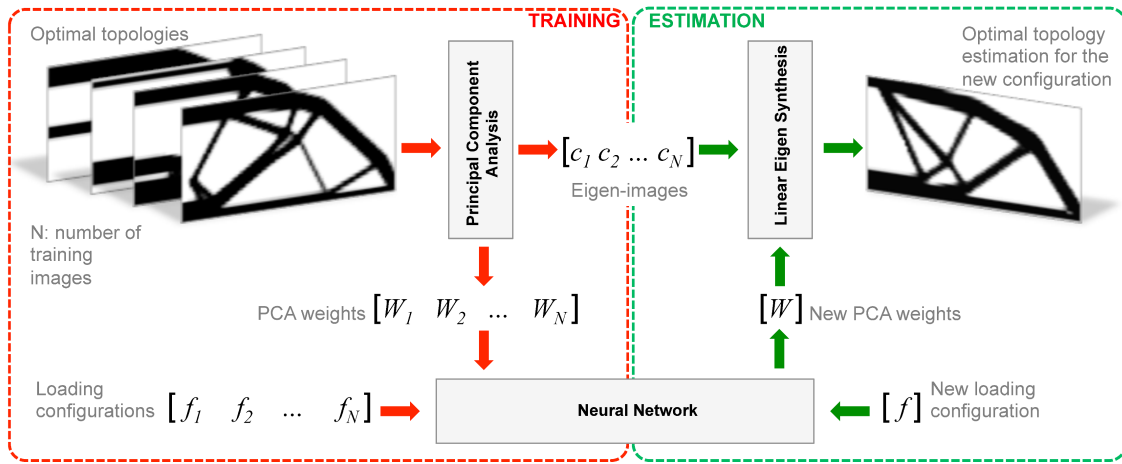 TRAINING
ESTIMATION
Optimal topologies
Principal Component
Analysis
[c1 c2 ... cN]
Eigen-images
Linear Eigen Synthesis
Optimal topology
estimation for the
new configuration
N: number of
training
images
PCA weights [W1 W2 ... WN]
[W] New PCA weights
Loading
configurations [f1 f2 ... fN]
Neural Network
[f] New loading
configuration